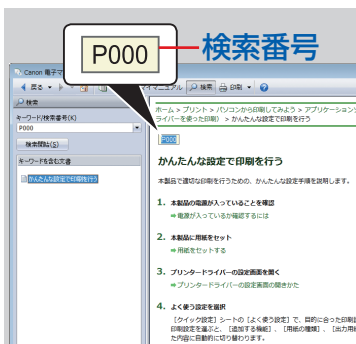 P000
検索番号
Canon 電子マ
戻る
マイマニュアル
検索
印刷
検索
キーワード/検索番号(K)
P000
検索開始(S)
キーワードを含む文書
かんたんな設定で印刷を行う
ホーム > プリント > パソコンから印刷してみよう > アプリケーション
ライバーを使った印刷) > かんたんな設定で印刷を行う
P000
かんたんな設定で印刷を行う
本製品で適切な印刷を行うための、かんたんな設定手順を説明します。
1. 本製品の電源が入っていることを確認
⇒電源が入っているか確認するには
2. 本製品に用紙をセット
⇒用紙をセットする
3. プリンタードライバーの設定画面を開く
⇒プリンタードライバーの設定画面の開きかた
4. よく使う設定を選択
［クイック設定］シートの［よく使う設定］で、目的に合った印刷
印刷設定を選ぶと、［追加する機能］、［用紙の種類］、［出力用
た内容に自動的に切り替わります。